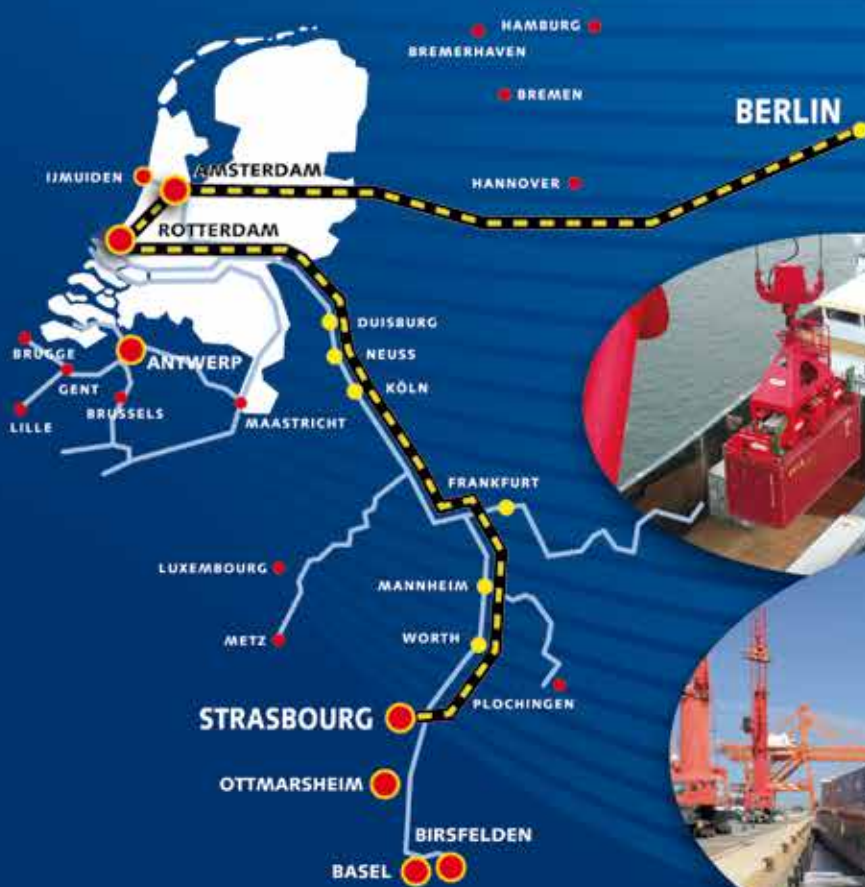 HAMBURG
BREMERHAVEN
BREMEN
BERLIN
IJMUIDEN
AMSTERDAM
HANNOVER
ROTTERDAM
DUISBURG
BRUGGE
ANTWERP
NEUSS
GENT
KÖLN
LILLE
BRUSSELS
MAASTRICHT
FRANKFURT
LUXEMBOURG
MANNHEIM
METZ
WORTH
STRASBOURG
PLOCHINGEN
OTTMARSHEIM
BIRSFELDEN
BASEL